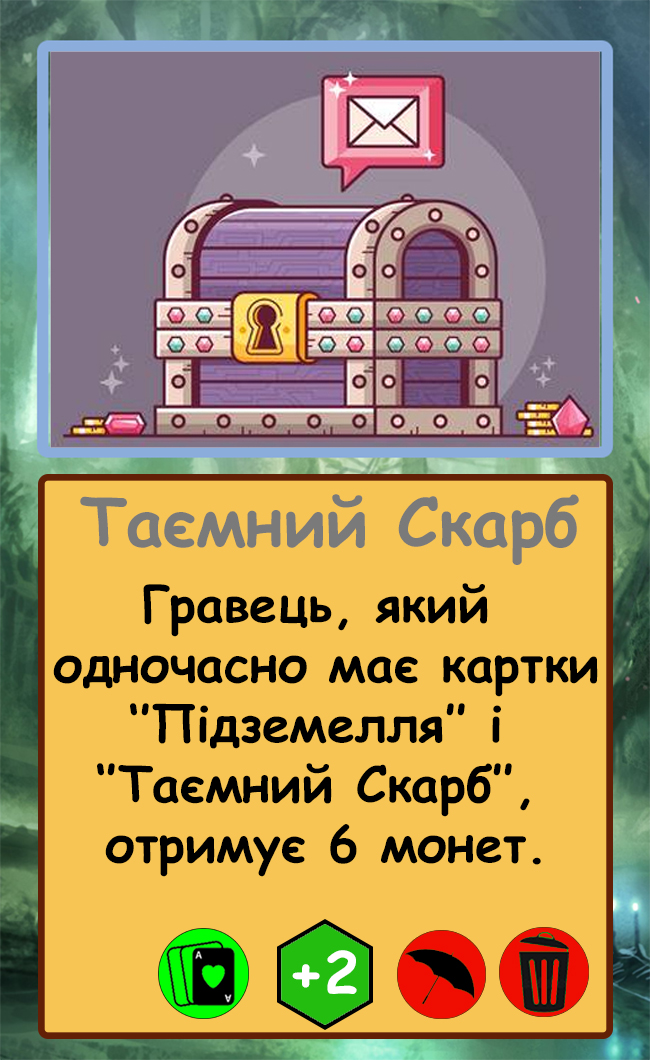 Таємний Скарб
Гравець, який
одночасно має картки
"Підземелля" і
"Таємний Скарб",
отримує 6 монет.
A
A
+2